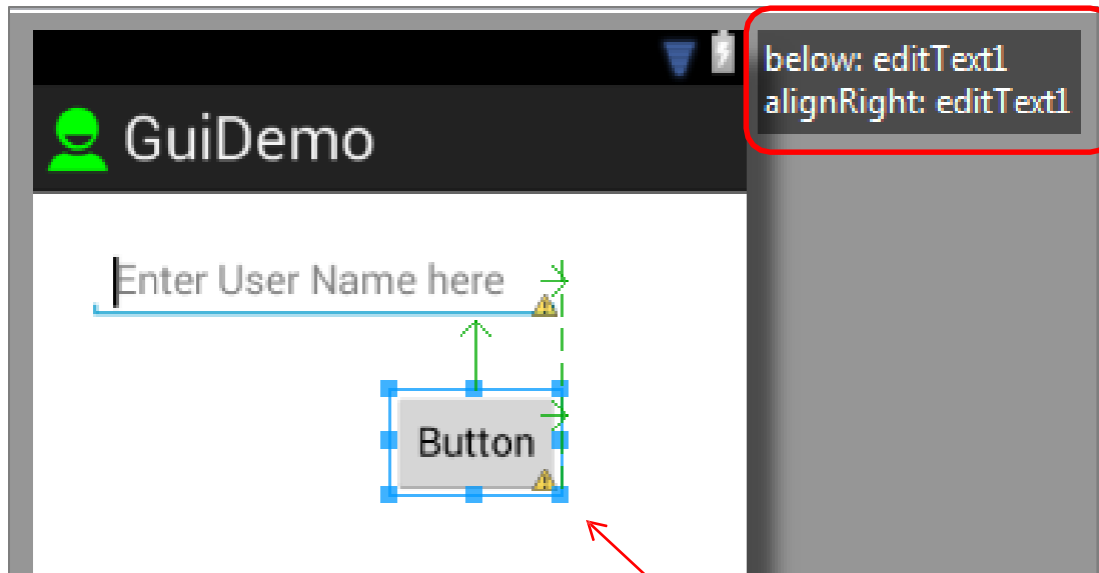 below: editText1
alignRight: editText1
GuiDemo
Enter User Name here
Button